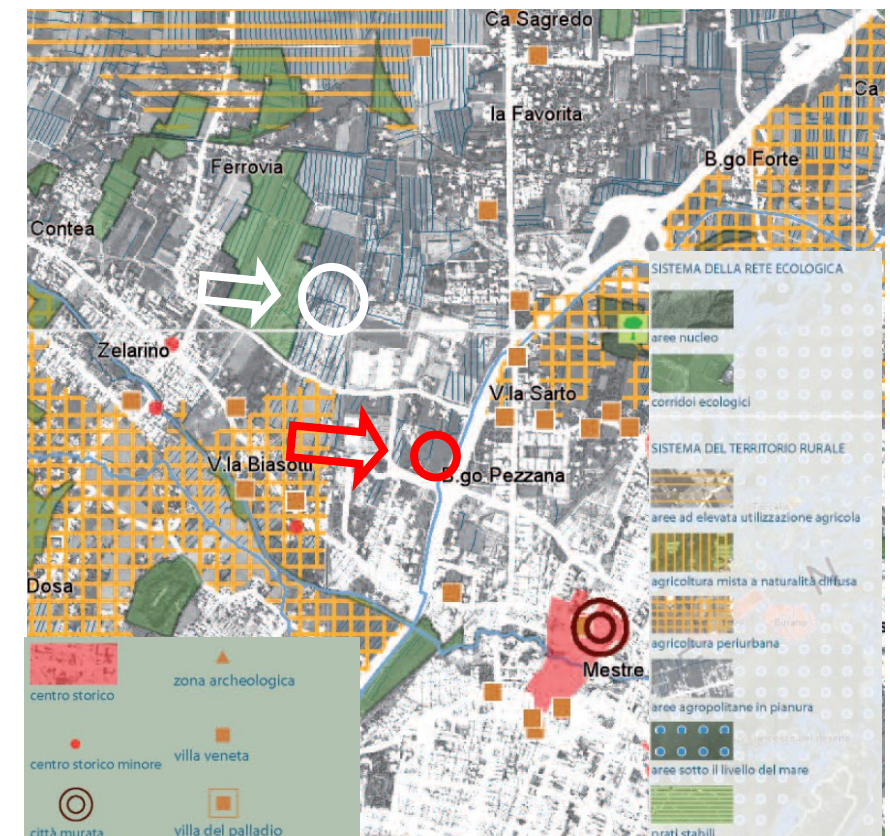 Ca Sagredo
Ca
la Favorita
B.go Forte
Ferrovia
Contea
Zelarino
V.la Sarto
V.la Biasotti
B.go Pezzana
Dosa
Mestre
SISTEMA DELLA RETE ECOLOGICA
aree nucleo
corridoi ecologici
SISTEMA DEL TERRITORIO RURALE
aree ad elevata utilizzazione agricola
agricoltura mista a naturalità diffusa
agricoltura periurbana
aree agropolitane in pianura
aree sotto il livello del mare
prati stabili
N
Burano
centro storico
zona archeologica
centro storico minore
villa veneta
città murata
villa del palladio